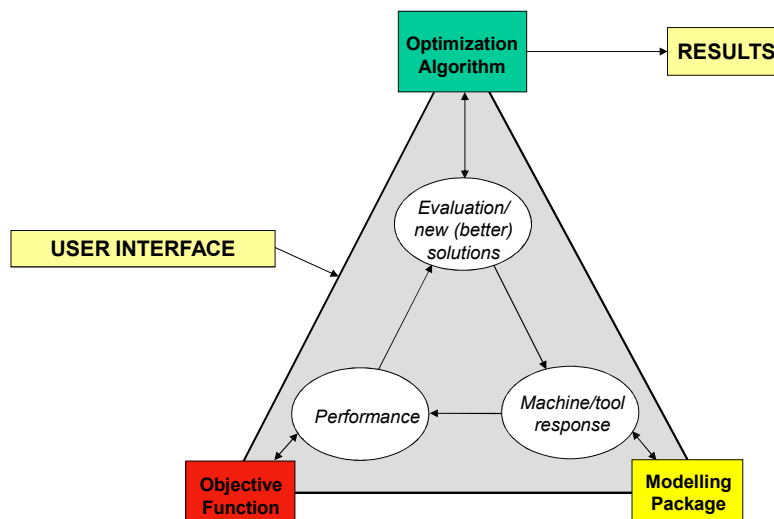 Optimization
Algorithm
RESULTS
Evaluation/
new (better)
solutions
USER INTERFACE
Performance
Machine/tool
response
Objective
Function
Modelling
Package